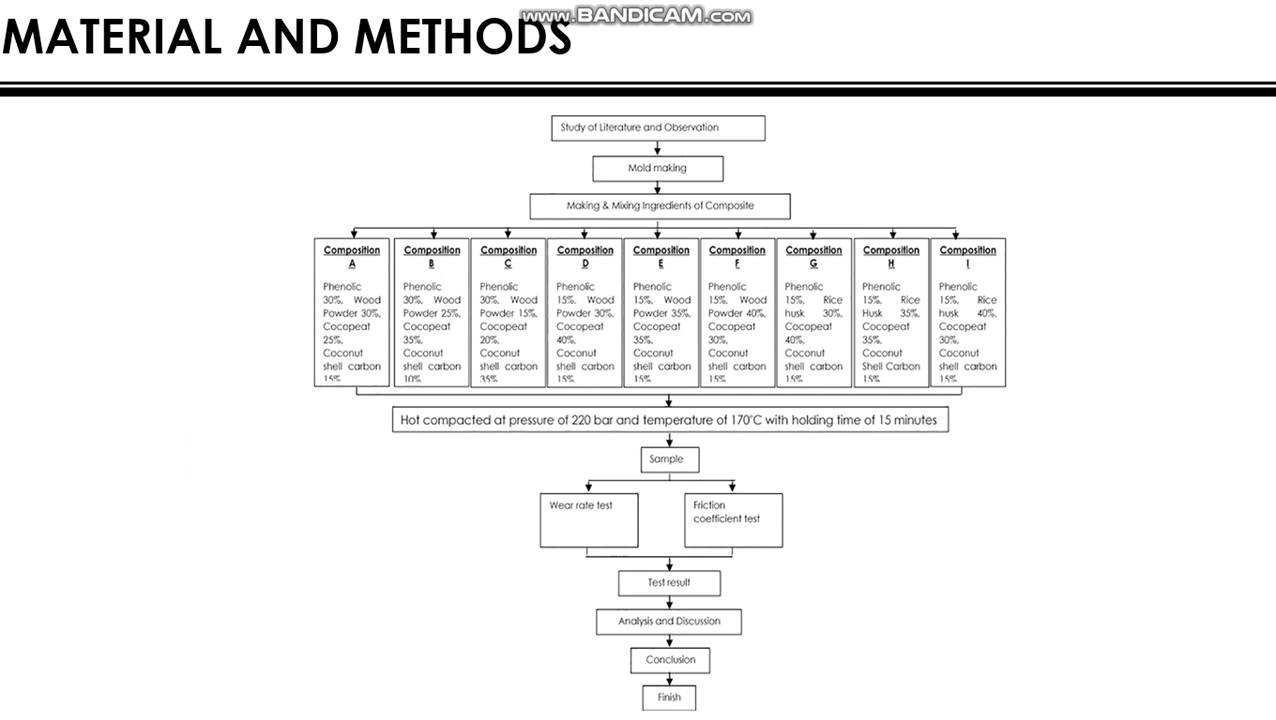 www.BANDICAM.com
MATERIAL AND METHODS
Study of Literature and Observation
Mold making
Making & Mixing Ingredients of Composite
Composition
A
Phenolic
30%, Wood
Powder 30%,
Cocopeat
25%,
Coconut
shell carbon
15%
Composition
B
Phenolic
30%, Wood
Powder 25%,
Cocopeat
35%,
Coconut
shell carbon
10%
Composition
C
Phenolic
30%, Wood
Powder 15%,
Cocopeat
20%,
Coconut
shell carbon
35%
Composition
D
Phenolic
15%, Wood
Powder 30%,
Cocopeat
40%,
Coconut
shell carbon
15%
Composition
E
Phenolic
15%, Wood
Powder 35%,
Cocopeat
35%,
Coconut
shell carbon
15%
Composition
F
Phenolic
15%, Wood
Powder 40%,
Cocopeat
30%,
Coconut
shell carbon
15%
Composition
G
Phenolic
15%, Rice
husk 30%,
Cocopeat
40%,
Coconut
shell carbon
15%
Composition
H
Phenolic
15%, Rice
Husk 35%,
Cocopeat
35%,
Coconut
Shell Carbon
15%
Composition
I
Phenolic
15%, Rice
husk 40%,
Cocopeat
30%,
Coconut
shell carbon
15%
Hot compacted at pressure of 220 bar and temperature of 170°C with holding time of 15 minutes
Sample
Wear rate test
Friction
coefficient test
Test result
Analysis and Discussion
Conclusion
Finish